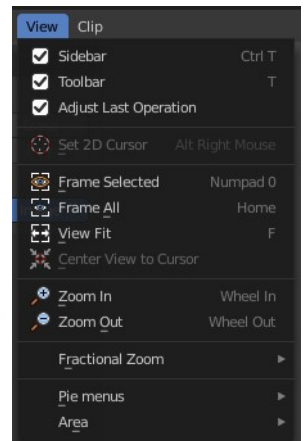 View Clip
Sidebar Ctrl T
Toolbar T
Adjust Last Operation
Set 2D Cursor Alt Right Mouse
Frame Selected Numpad 0
Frame All Home
View Fit F
Center View to Cursor
Zoom In Wheel In
Zoom Out Wheel Out
Fractional Zoom
Pie menus
Area